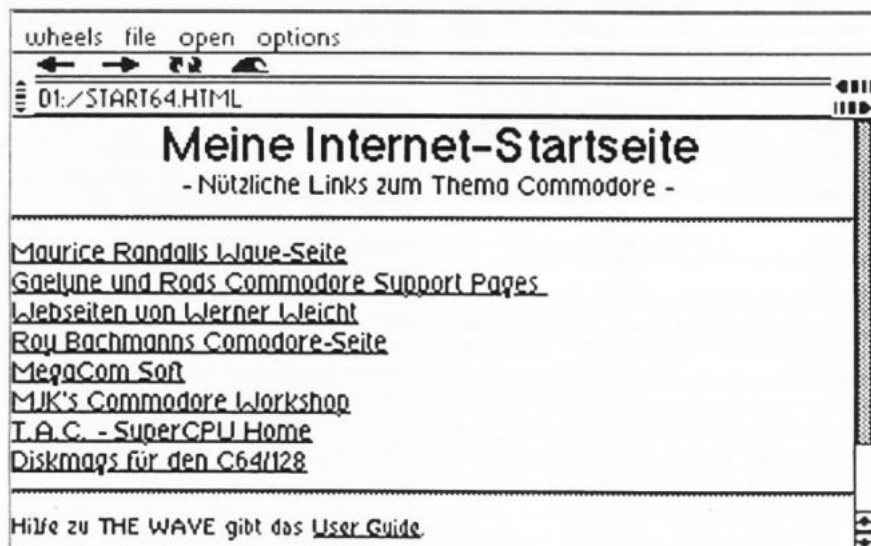 wheels file open options
01:/START64.HTML
Meine Internet-Startseite
- Nützliche Links zum Thema Commodore -
Maurice Randalls Wave-Seite
Gaelyne und Rods Commodore Support Pages
Webseiten von Werner Weicht
Roy Bachmanns Comodore-Seite
MegaCom Soft
MJK's Commodore Workshop
T.A.C. - SuperCPU Home
Diskmags für den C64/128
Hilfe zu THE WAVE gibt das User Guide.